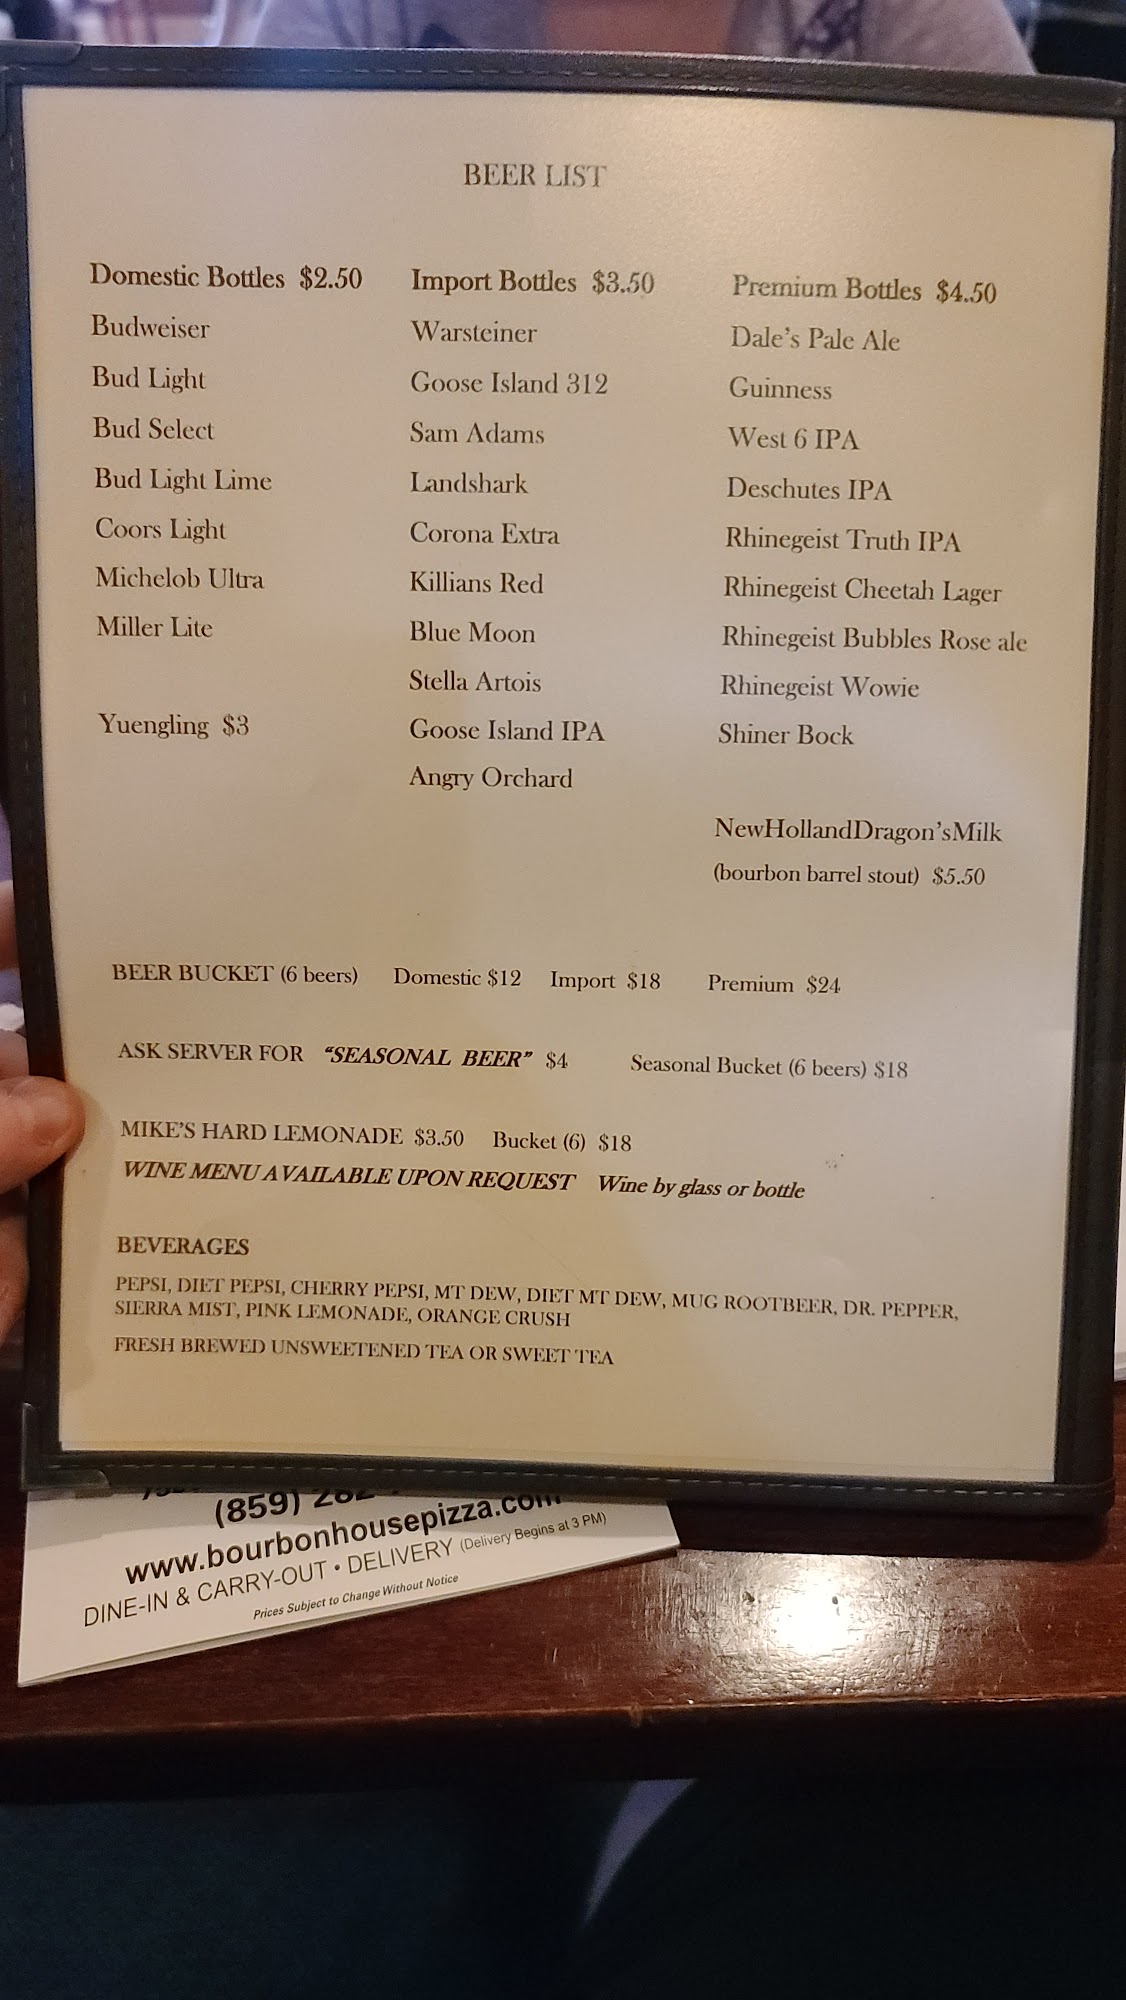 BEER LIST
Domestic Bottles $2.50
Budweiser
Bud Light
Bud Select
Bud Light Lime
Coors Light
Michelob Ultra
Miller Lite
Yuengling $3
Import Bottles $3.50
Warsteiner
Goose Island 312
Sam Adams
Landshark
Corona Extra
Killians Red
Blue Moon
Stella Artois
Goose Island IPA
Angry Orchard
Premium Bottles $4.50
Dale's Pale Ale
Guinness
West 6 IPA
Deschutes IPA
Rhinegeist Truth IPA
Rhinegeist Cheetah Lager
Rhinegeist Bubbles Rose ale
Rhinegeist Wowie
Shiner Bock
NewHollandDragon'sMilk
(bourbon barrel stout) $5.50
BEER BUCKET (6 beers) Domestic $12 Import $18 Premium $24
ASK SERVER FOR "SEASONAL BEER" $4 Seasonal Bucket (6 beers) $18
MIKE'S HARD LEMONADE $3.50 Bucket (6) $18
WINE MENU AVAILABLE UPON REQUEST Wine by glass or bottle
BEVERAGES
PEPSI, DIET PEPSI, CHERRY PEPSI, MT DEW, DIET MT DEW, MUG ROOTBEER, DR. PEPPER,
SIERRA MIST, PINK LEMONADE, ORANGE CRUSH
FRESH BREWED UNSWEETENED TEA OR SWEET TEA
(859) 282
www.bourbonhousepizza.com
DINE-IN & CARRY-OUT • DELIVERY (Delivery Begins at 3 PM)
Prices Subject to Change Without Notice